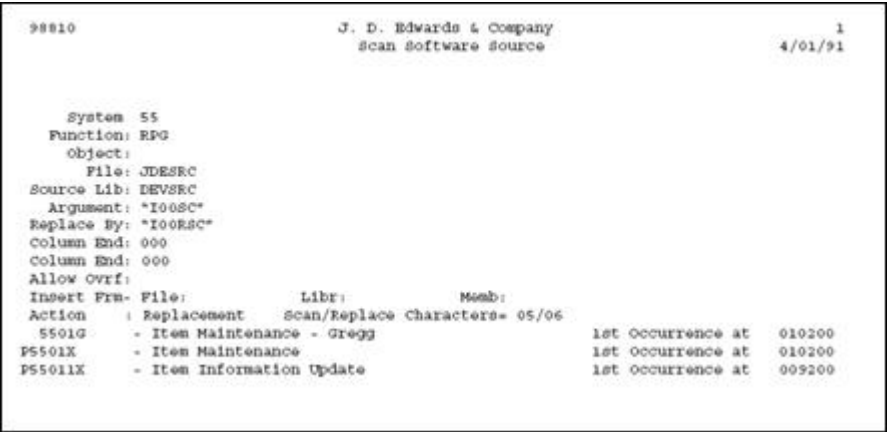 98810 J. D. Edwards & Company 1
Scan Software Source 4/01/91
System 55
Function: RPG
Object:
File: JDESRC
Source Lib: DEVSRC
Argument: "I00SC"
Replace By: "I00RSC"
Column End: 000
Column End: 000
Allow Ovrf:
Insert Frm- File: Libr: Memb:
Action : Replacement Scan/Replace Characters= 05/06
5501G - Item Maintenance - Gregg 1st Occurrence at 010200
P5501X - Item Maintenance 1st Occurrence at 010200
P55011X - Item Information Update 1st Occurrence at 009200